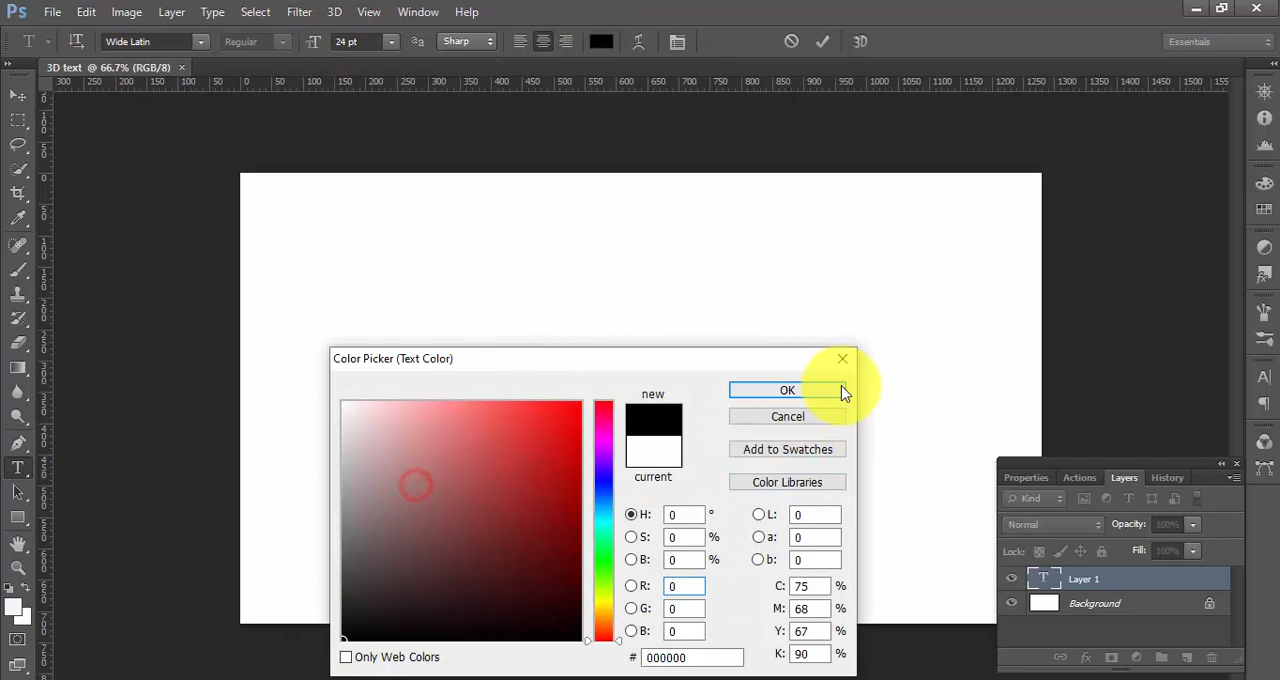 Ps File Edit Image Layer Type Select Filter 3D View Window Help
T Wide Latin Regular 24 pt aa Sharp 3D Essentials
3D text @ 66.7% (RGB/8) ×
300 250 200 150 100 50 0 50 100 150 200 250 300 350 400 450 500 550 600 650 700 750 800 850 900 950 1000 1050 1100 1150 1200 1250 1300 1350 1400 1450 1500 155
Color Picker (Text Color)
new
OK
Cancel
current
Add to Swatches
Color Libraries
H: 0 ° L: 0
S: 0 % a: 0
B: 0 % b: 0
R: 0 C: 75 %
G: 0 M: 68 %
B: 0 Y: 67 %
K: 90 %
Only Web Colors # 000000
Properties Actions Layers History
Kind
Normal Opacity: 100%
Lock: Fill: 100%
T Layer 1
Background